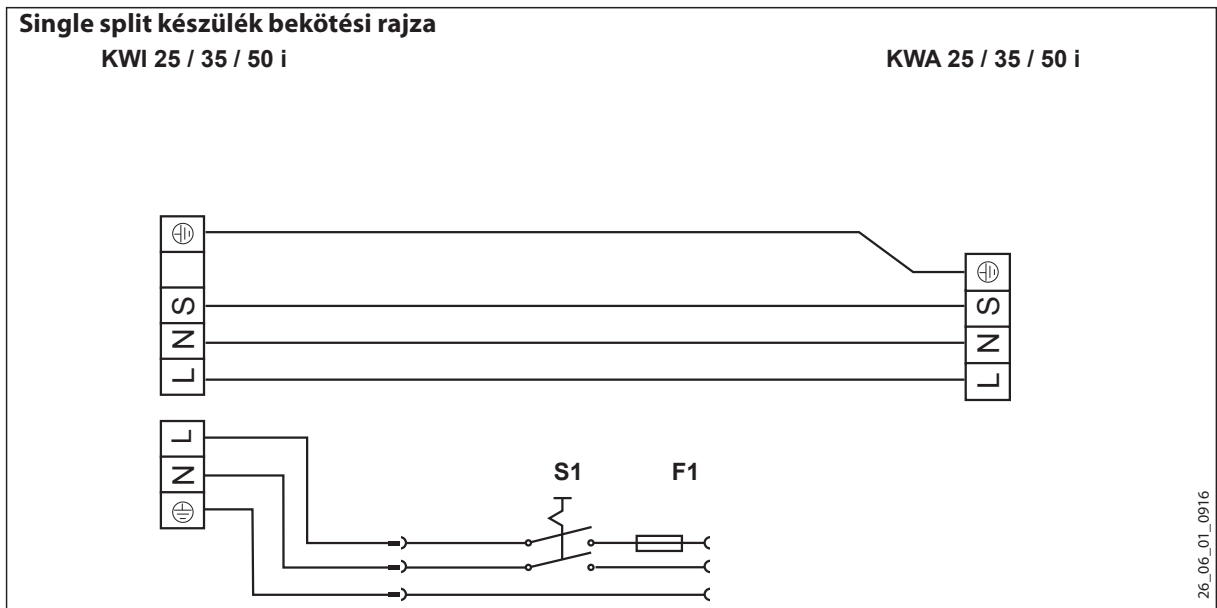 Single split készülék bekötési rajza
KWI 25 / 35 / 50 i
KWA 25 / 35 / 50 i
S
N
L
S
N
L
L
N
S1
F1
26_06_01_0916